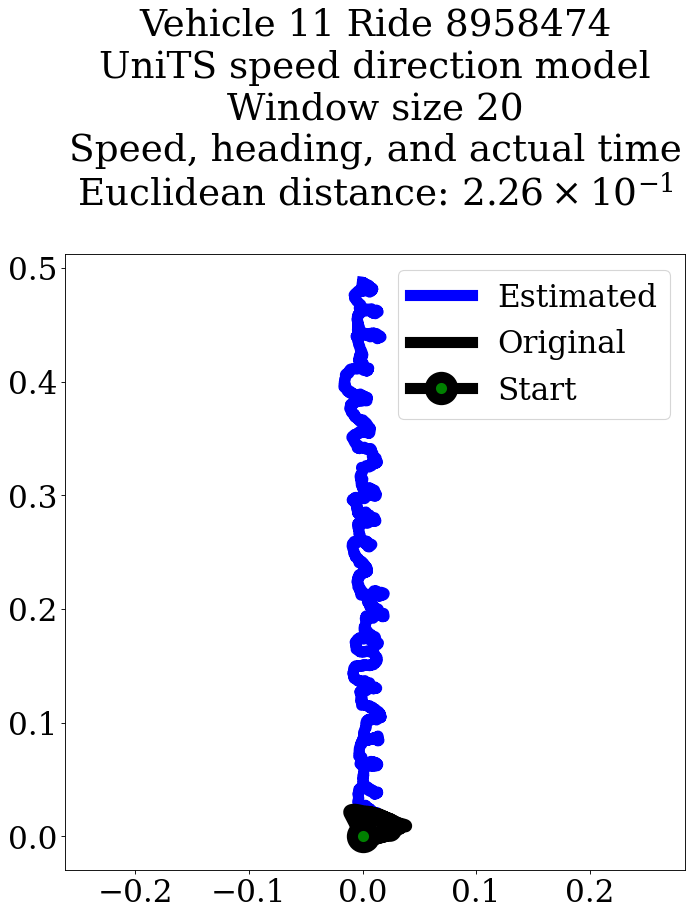 Vehicle 11 Ride 8958474
UniTS speed direction model
Window size 20
Speed, heading, and actual time
Euclidean distance: 2.26 × 10⁻¹
0.5
Estimated
Original
Start
0.4
0.3
0.2
0.1
0.0
−0.2 −0.1 0.0 0.1 0.2